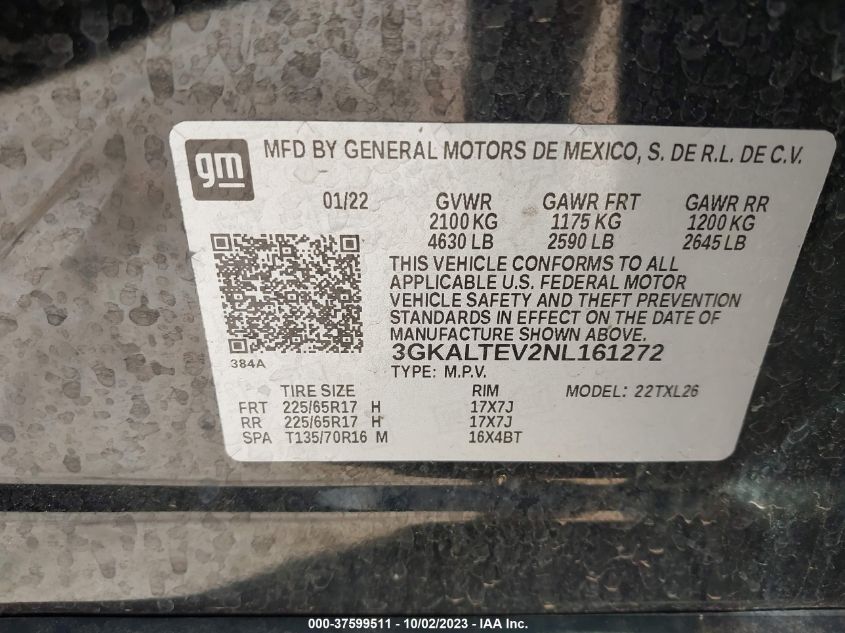 gm
MFD BY GENERAL MOTORS DE MEXICO, S. DE R.L. DE C.V.
01/22 GVWR GAWR FRT GAWR RR
2100 KG 1175 KG 1200 KG
4630 LB 2590 LB 2645 LB
THIS VEHICLE CONFORMS TO ALL
APPLICABLE U.S. FEDERAL MOTOR
VEHICLE SAFETY AND THEFT PREVENTION
STANDARDS IN EFFECT ON THE DATE OF
MANUFACTURE SHOWN ABOVE.
3GKALTEV2NL161272
384A
TYPE: M.P.V.
TIRE SIZE RIM MODEL: 22TXL26
FRT 225/65R17 H 17X7J
RR 225/65R17 H 17X7J
SPA T135/70R16 M 16X4BT
000-37599511 - 10/02/2023 - IAA Inc.